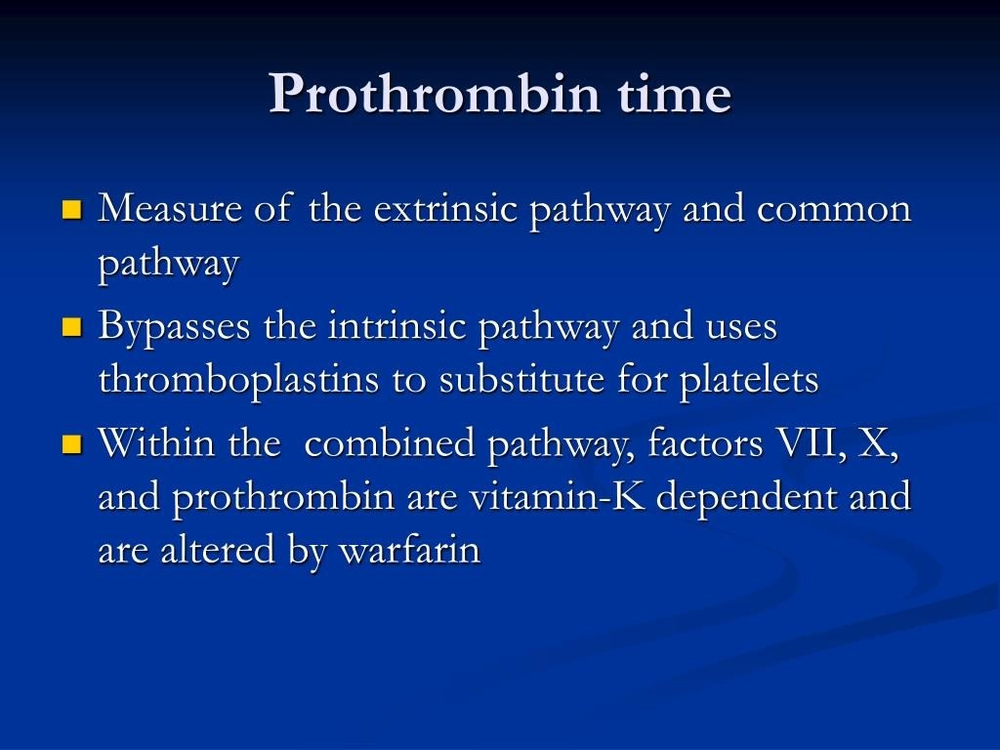 Prothrombin time
Measure of the extrinsic pathway and common
pathway
Bypasses the intrinsic pathway and uses
thromboplastins to substitute for platelets
Within the  combined pathway, factors VII, X,
and prothrombin are vitamin-K dependent and
are altered by warfarin